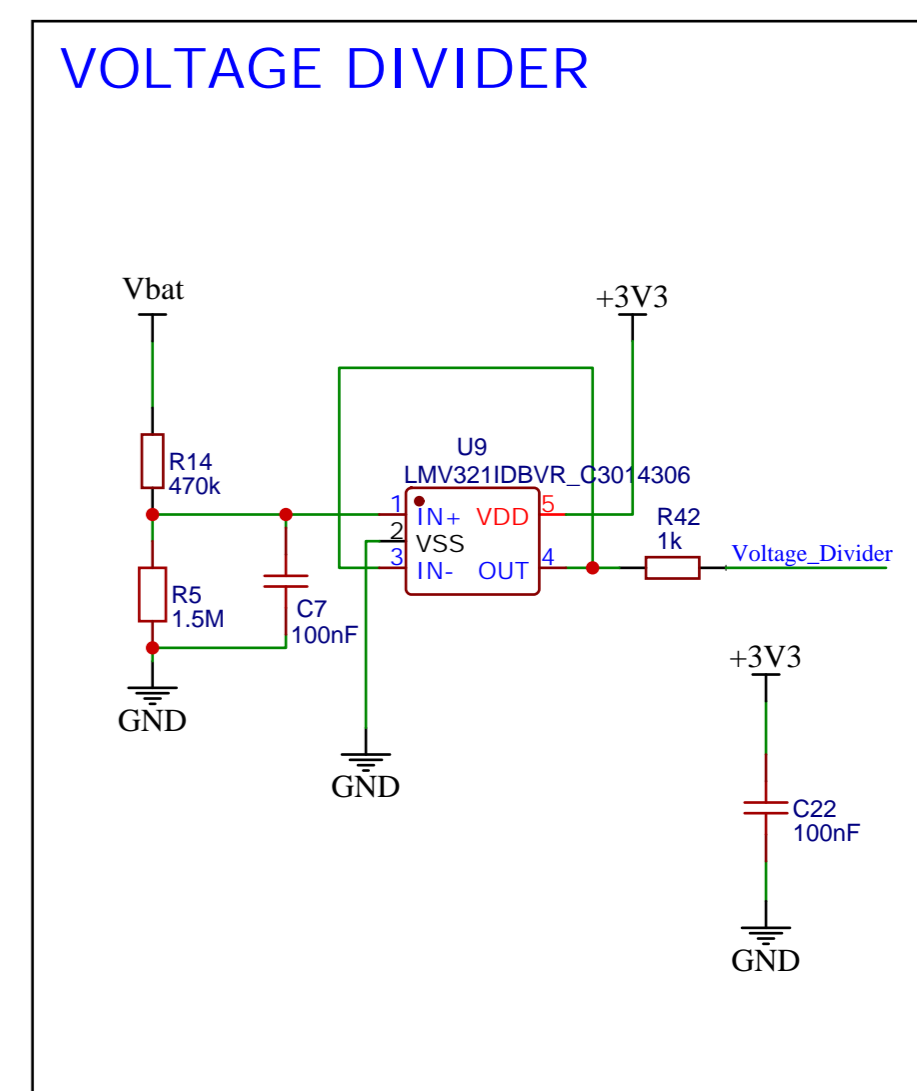 VOLTAGE DIVIDER
Vbat
+3V3
R14
470k
U9
LMV321IDBVR_C3014306
1
IN+
VDD
5
2
VSS
3
IN-
OUT
4
R42
1k
Voltage_Divider
R5
1.5M
C7
100nF
GND
GND
+3V3
C22
100nF
GND